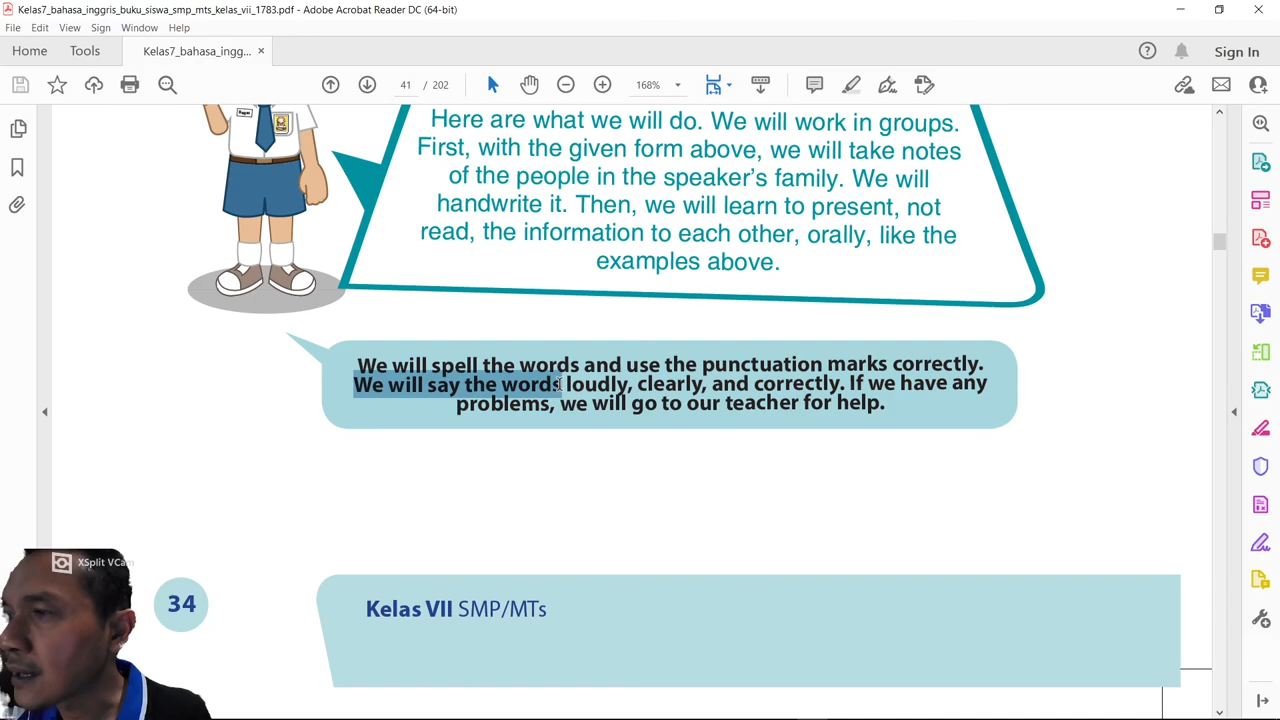 Kelas7_bahasa_inggris_buku_siswa_smp_mts_kelas_vii_1783.pdf - Adobe Acrobat Reader DC (64-bit)
File Edit View Sign Window Help
Home Tools Kelas7_bahasa_ingg... × Sign In
41 / 202 168%
Here are what we will do. We will work in groups.
First, with the given form above, we will take notes
of the people in the speaker's family. We will
handwrite it. Then, we will learn to present, not
read, the information to each other, orally, like the
examples above.
We will spell the words and use the punctuation marks correctly.
We will say the words loudly, clearly, and correctly. If we have any
problems, we will go to our teacher for help.
XSplit VCam
34
Kelas VII SMP/MTs